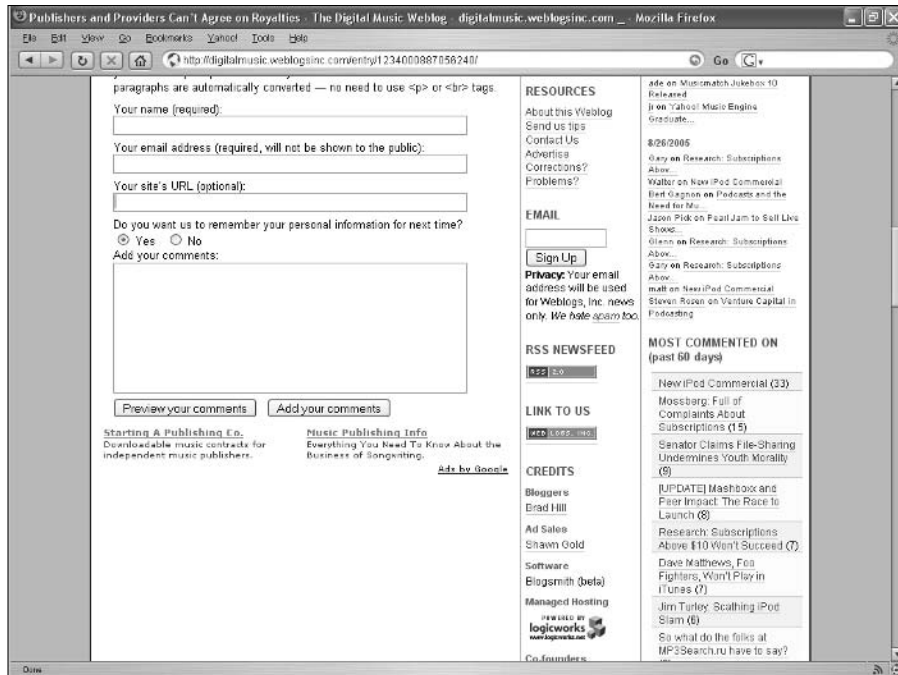 Publishers and Providers Can't Agree on Royalties - The Digital Music Weblog - digitalmusic.weblogsinc.com _ - Mozilla Firefox
File Edit View Go Bookmarks Yahoo! Tools Help
http://digitalmusic.weblogsinc.com/entry/1234000887056240/
Go
paragraphs are automatically converted — no need to use <p> or <br> tags.
Your name (required):
Your email address (required, will not be shown to the public):
Your site's URL (optional):
Do you want us to remember your personal information for next time?
Yes No
Add your comments:
Preview your comments Add your comments
Starting A Publishing Co.
Downloadable music contracts for
independent music publishers.
Music Publishing Info
Everything You Need To Know About the
Business of Songwriting.
Ads by Google
RESOURCES
About this Weblog
Send us tips
Contact Us
Advertise
Corrections?
Problems?
EMAIL
Sign Up
Privacy: Your email
address will be used
for Weblogs, Inc. news
only. We hate spam too.
RSS NEWSFEED
RSS 2.0
LINK TO US
WEB LOGS, INC.
CREDITS
Bloggers
Brad Hill
Ad Sales
Shawn Gold
Software
Blogsmith (beta)
Managed Hosting
POWERED BY
logicworks
www.logicworks.net
Co-founders
ade on Musicmatch Jukebox 10
Released
jr on Yahoo! Music Engine
Graduate...
8/26/2005
Gary on Research: Subscriptions
Abov...
Walter on New iPod Commercial
Bert Gagnon on Podcasts and the
Need for Mu...
Jason Pick on Pearl Jam to Sell Live
Shows...
Glenn on Research: Subscriptions
Abov...
Gary on Research: Subscriptions
Abov...
matt on New iPod Commercial
Steven Rosen on Venture Capital in
Podcasting
MOST COMMENTED ON
(past 60 days)
New iPod Commercial (33)
Mossberg: Full of
Complaints About
Subscriptions (15)
Senator Claims File-Sharing
Undermines Youth Morality
(9)
[UPDATE] Mashboxx and
Peer Impact: The Race to
Launch (8)
Research: Subscriptions
Above $10 Won't Succeed (7)
Dave Matthews, Foo
Fighters, Won't Play in
iTunes (7)
Jim Turley: Scathing iPod
Slam (6)
So what do the folks at
MP3Search.ru have to say?
Done